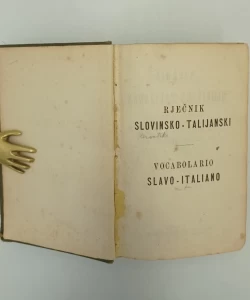 RJEČNIK
SLOVINSKO-TALIJANSKI
VOCABOLARIO
SLAVO-ITALIANO